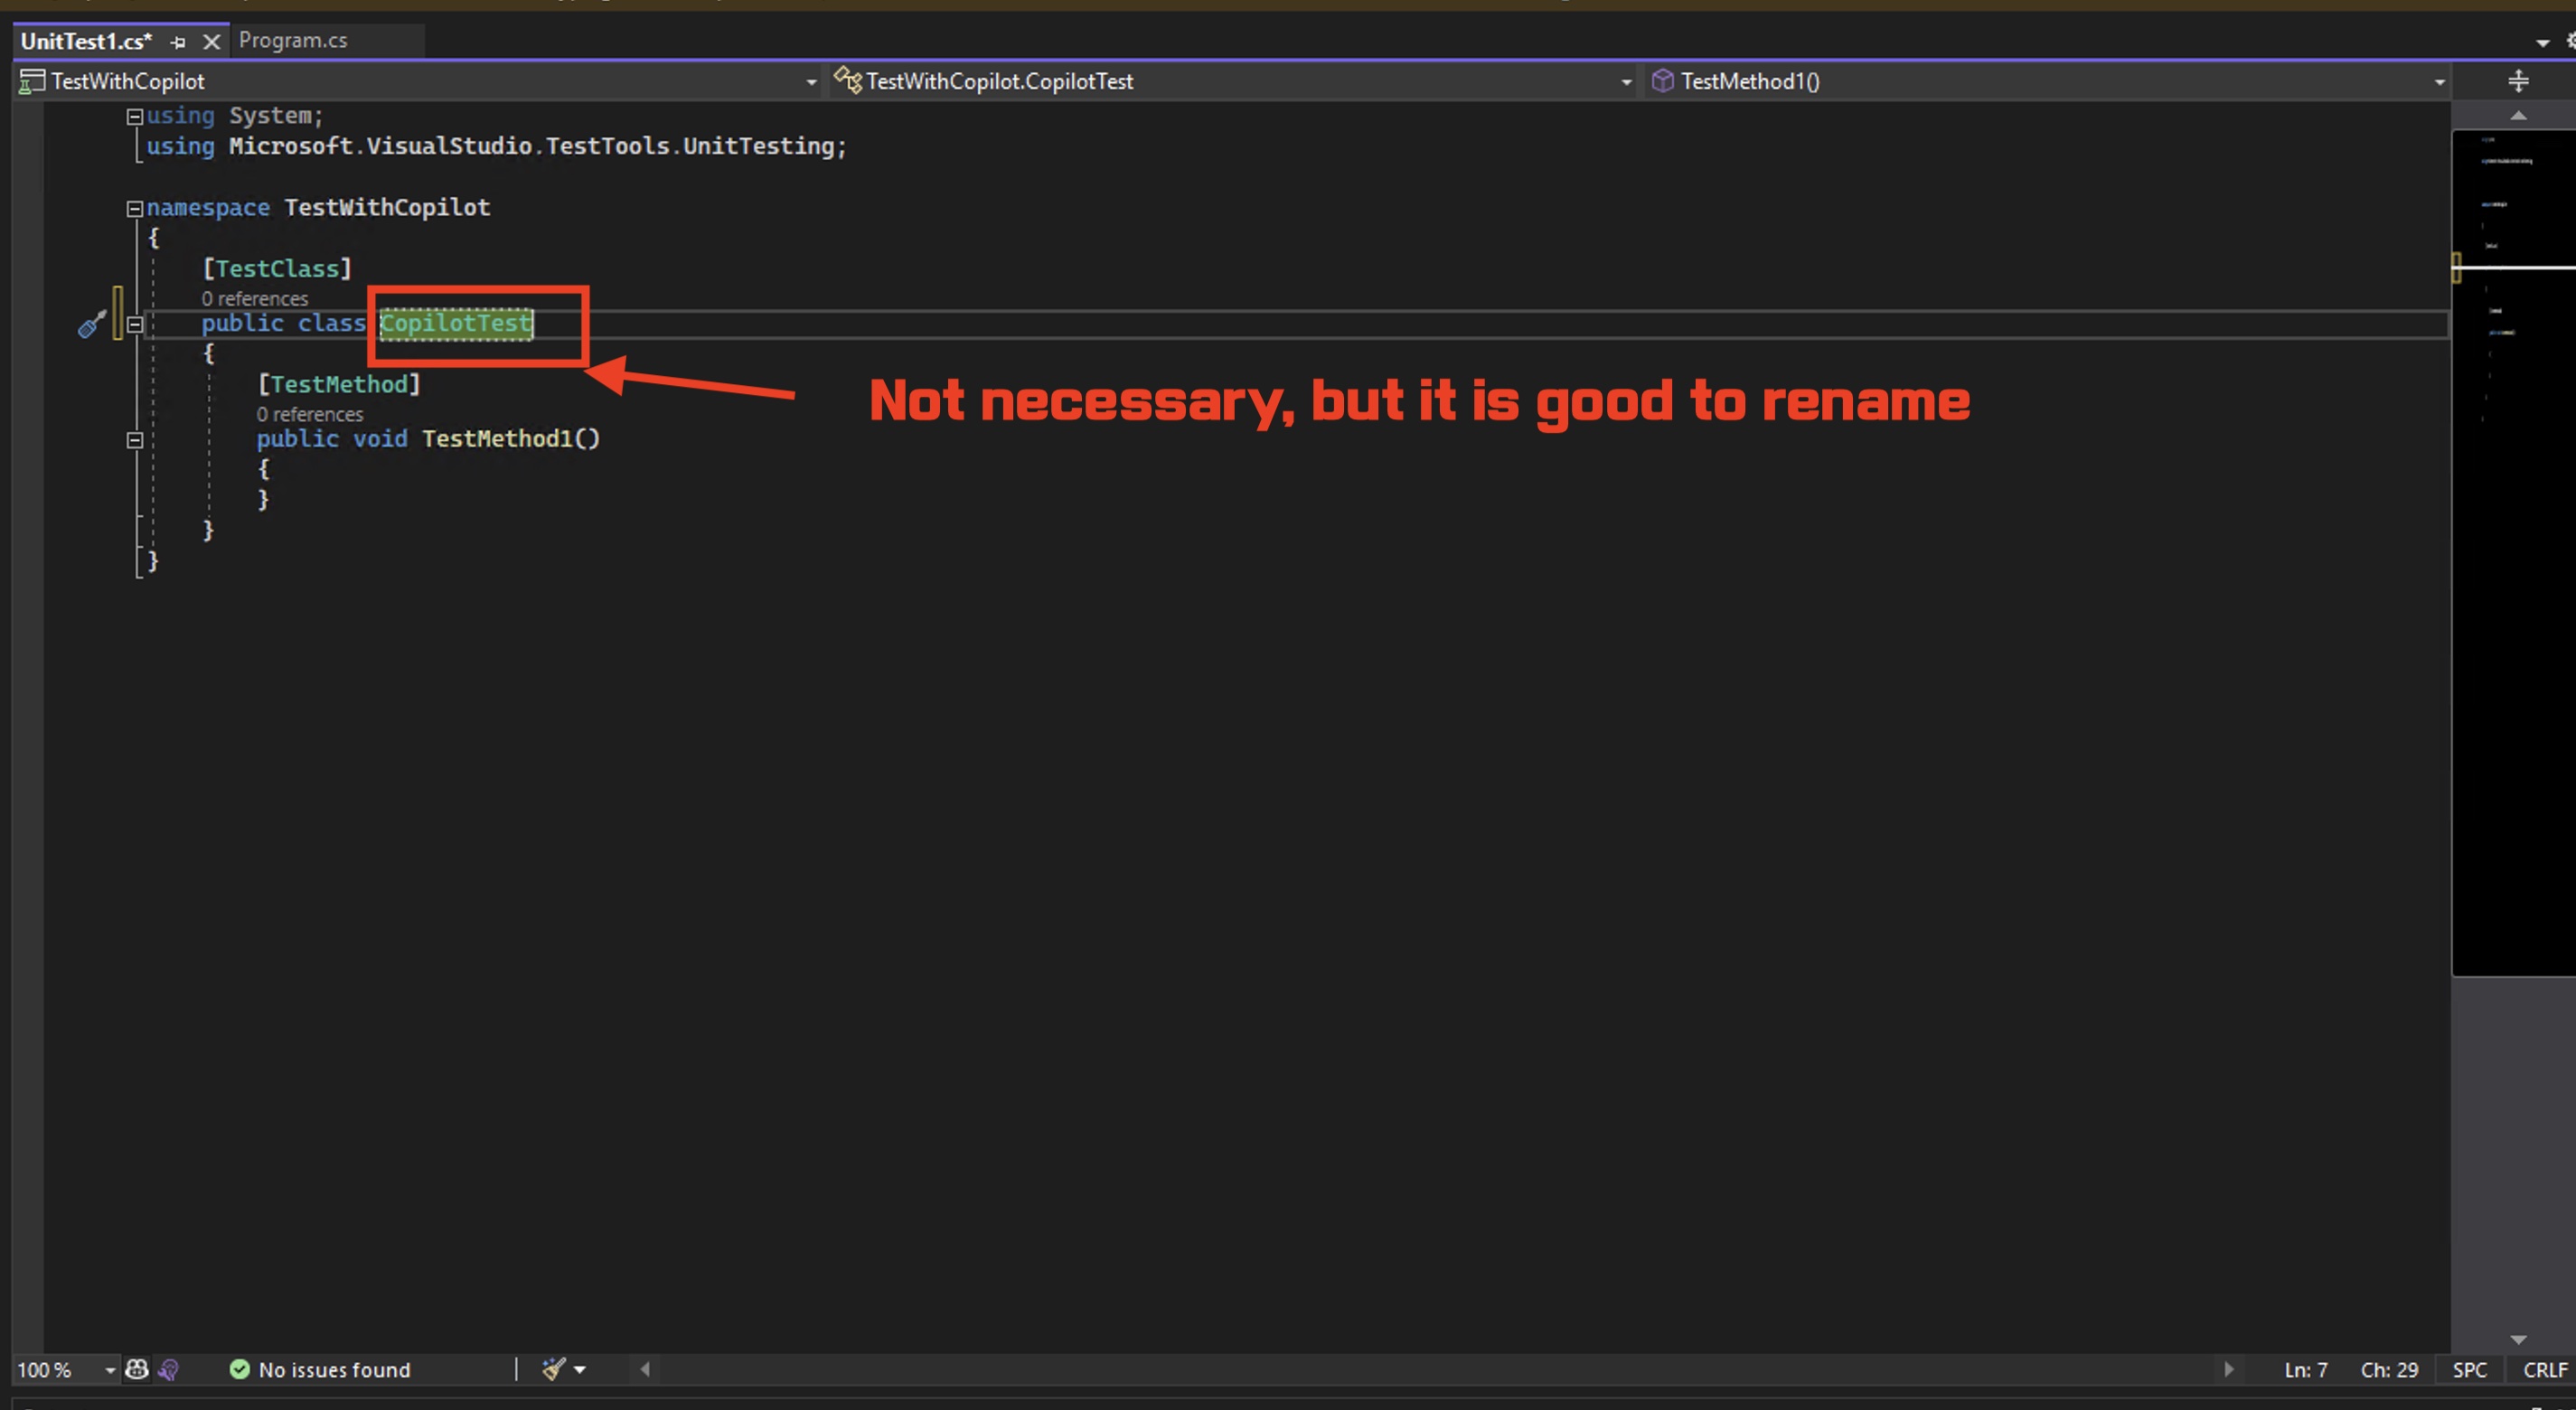 UnitTest1.cs* Program.cs
TestWithCopilot TestWithCopilot.CopilotTest TestMethod1()
using System;
using Microsoft.VisualStudio.TestTools.UnitTesting;
namespace TestWithCopilot
{
[TestClass]
0 references
public class CopilotTest
{
[TestMethod]
0 references
Not necessary, but it is good to rename
public void TestMethod1()
{
}
}
}
100 % No issues found Ln: 7 Ch: 29 SPC CRLF